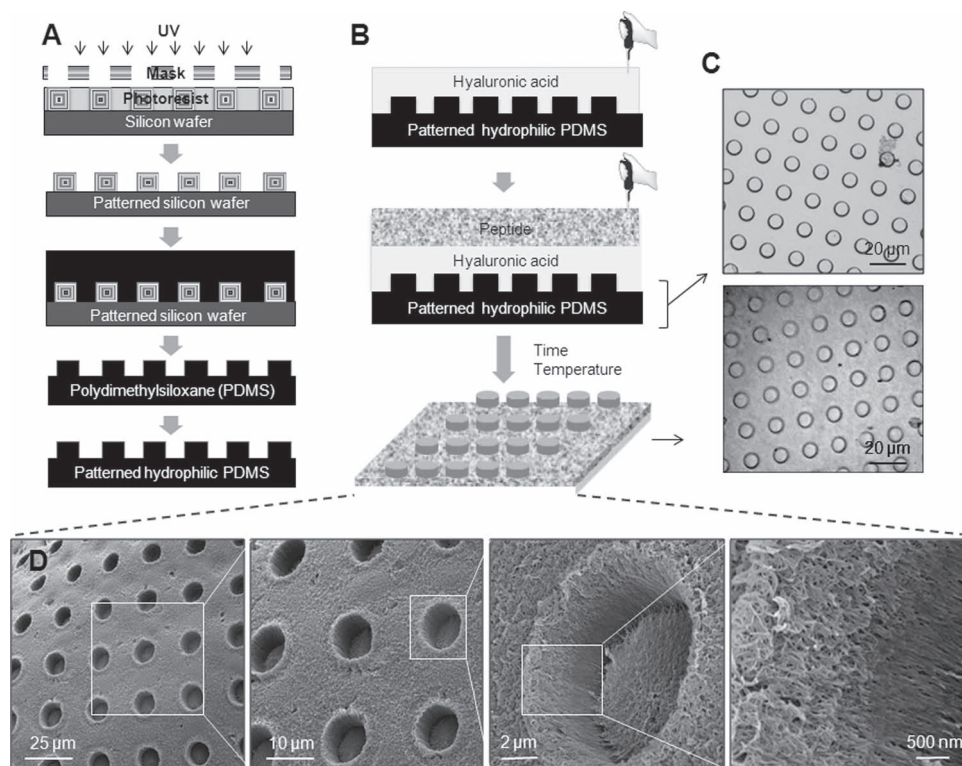 A
UV
Mask
Photoresist
Silicon wafer
Patterned silicon wafer
Patterned silicon wafer
Polydimethylsiloxane (PDMS)
Patterned hydrophilic PDMS
B
Hyaluronic acid
Patterned hydrophilic PDMS
Peptide
Hyaluronic acid
Patterned hydrophilic PDMS
Time
Temperature
C
20 µm
20 µm
D
25 µm
10 µm
2 µm
500 nm